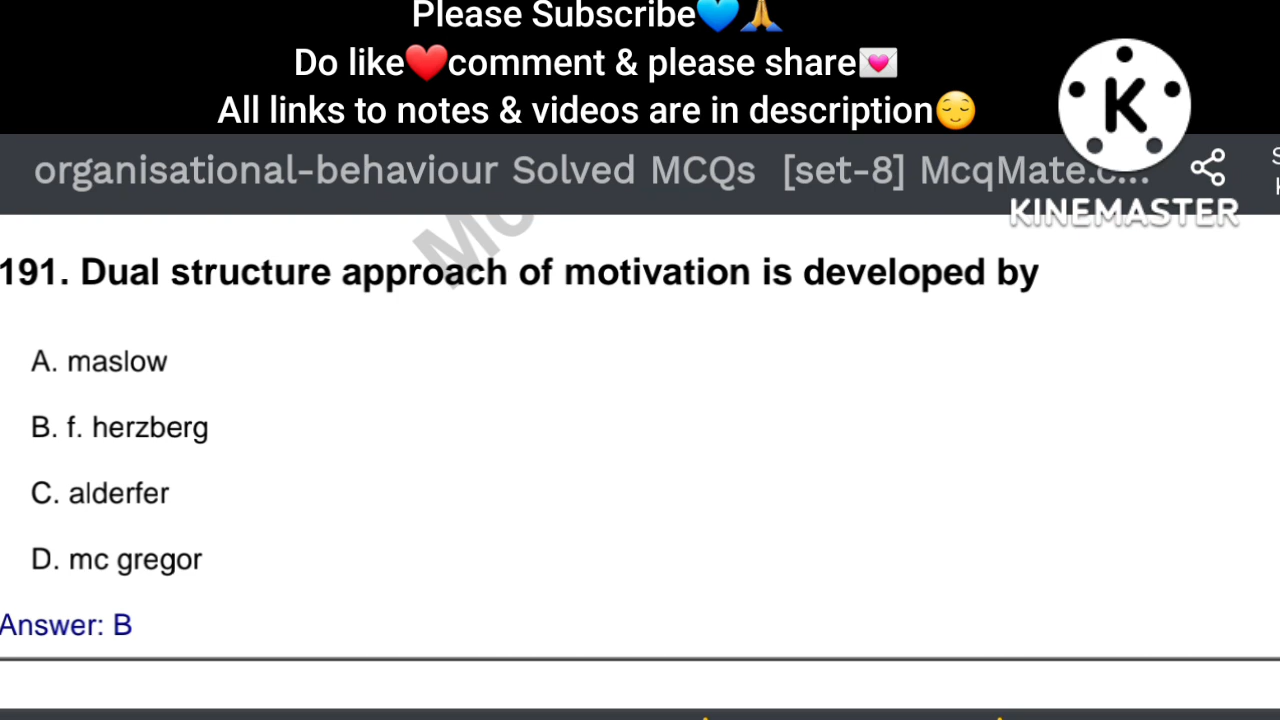 Please Subscribe💙🙏
Do like❤️comment & please share💌
All links to notes & videos are in description😌
K
organisational-behaviour Solved MCQs [set-8] McqMate.c...
KINEMASTER
191. Dual structure approach of motivation is developed by
A. maslow
B. f. herzberg
C. alderfer
D. mc gregor
Answer: B